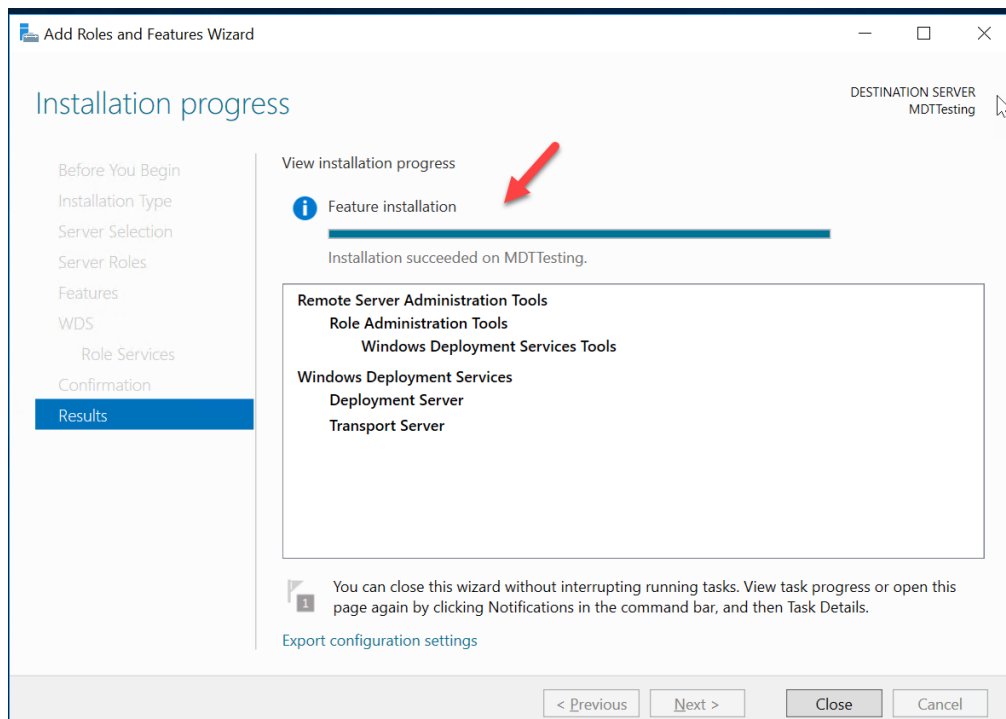 Add Roles and Features Wizard
Installation progress
DESTINATION SERVER
MDTTesting
Before You Begin
Installation Type
Server Selection
Server Roles
Features
WDS
Role Services
Confirmation
Results
View installation progress
Feature installation
Installation succeeded on MDTTesting.
Remote Server Administration Tools
Role Administration Tools
Windows Deployment Services Tools
Windows Deployment Services
Deployment Server
Transport Server
1
You can close this wizard without interrupting running tasks. View task progress or open this
page again by clicking Notifications in the command bar, and then Task Details.
Export configuration settings
< Previous
Next >
Close
Cancel